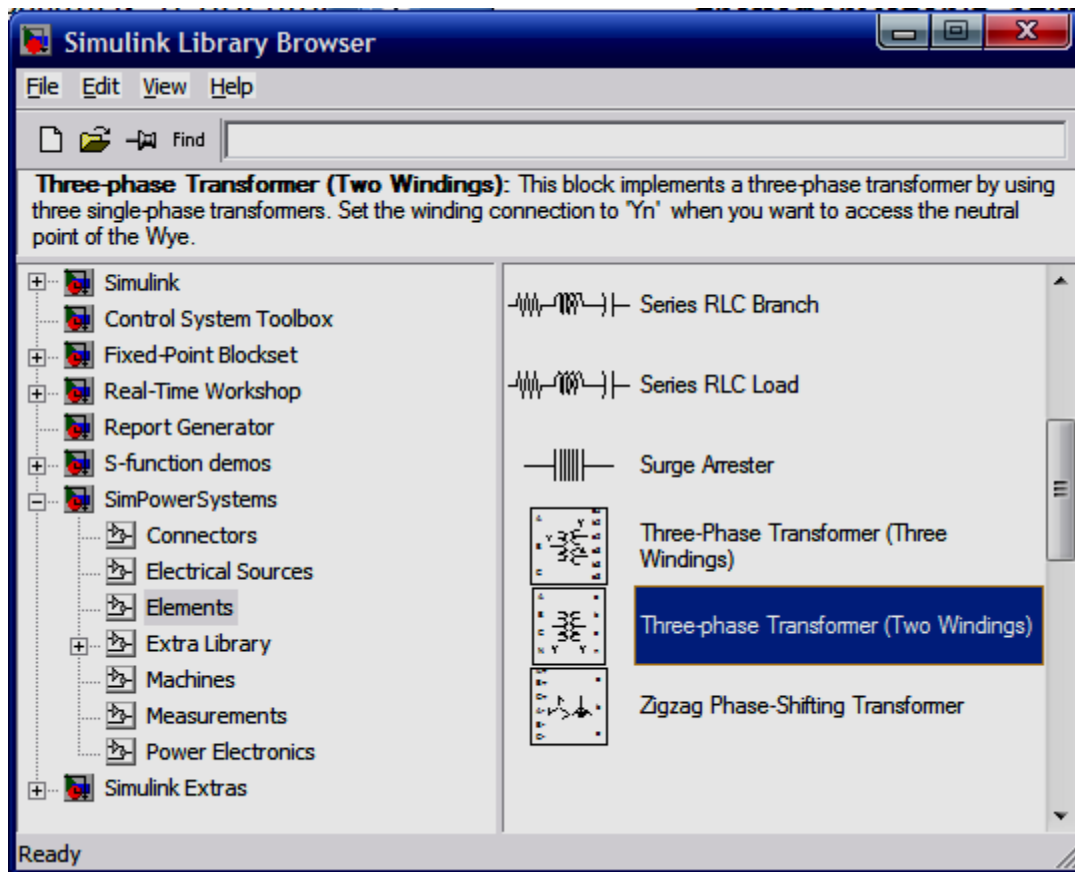 Simulink Library Browser
File Edit View Help
Find
Three-phase Transformer (Two Windings): This block implements a three-phase transformer by using
three single-phase transformers. Set the winding connection to 'Yn' when you want to access the neutral
point of the Wye.
Simulink
Control System Toolbox
Fixed-Point Blockset
Real-Time Workshop
Report Generator
S-function demos
SimPowerSystems
Connectors
Electrical Sources
Elements
Extra Library
Machines
Measurements
Power Electronics
Simulink Extras
Series RLC Branch
Series RLC Load
Surge Arrester
Three-Phase Transformer (Three
Windings)
Three-phase Transformer (Two Windings)
Zigzag Phase-Shifting Transformer
Ready